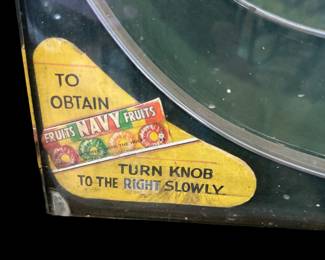 TO
OBTAIN
FRUITS NAVY FRUITS
TURN KNOB
TO THE RIGHT SLOWLY